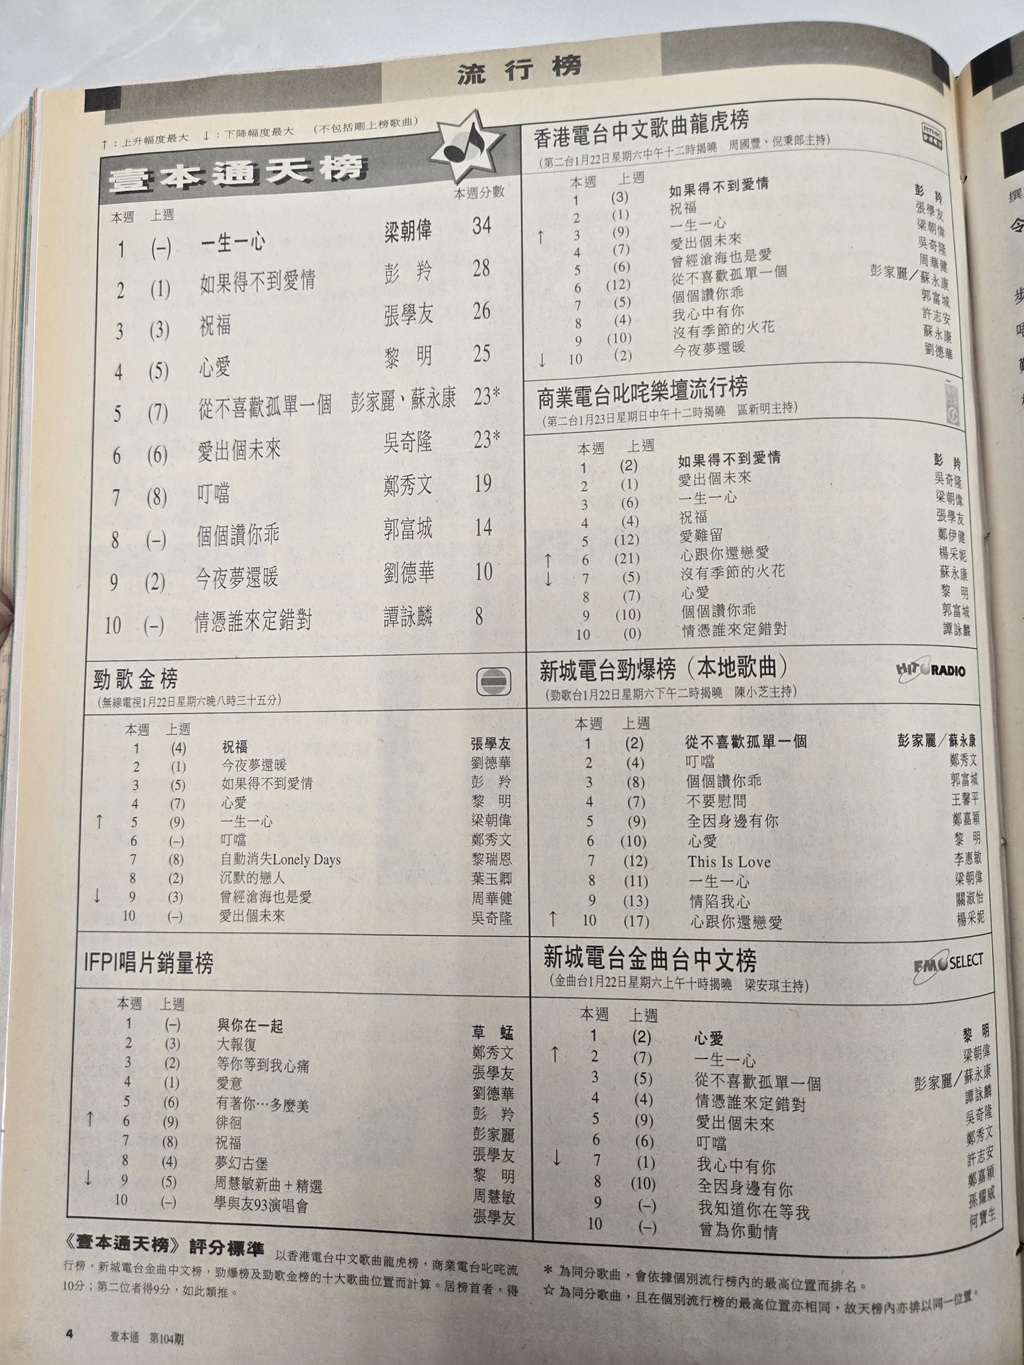 流行榜
↑：上升幅度最大　↓：下降幅度最大　（不包括剛上榜歌曲）
壹本通天榜
本週分數
本週　上週
1　(–)　一生一心　梁朝偉　34
2　(1)　如果得不到愛情　彭羚　28
3　(3)　祝福　張學友　26
4　(5)　心愛　黎明　25
5　(7)　從不喜歡孤單一個　彭家麗，蘇永康　23*
6　(6)　愛出個未來　吳奇隆　23*
7　(8)　叮噹　鄭秀文　19
8　(–)　個個讚你乖　郭富城　14
9　(2)　今夜夢還暖　劉德華　10
10　(–)　情憑誰來定錯對　譚詠麟　8
勁歌金榜
（無線電視1月22日星期六晚八時三十五分）
本週　上週
1　(4)　祝福　張學友
2　(1)　今夜夢還暖　劉德華
3　(5)　如果得不到愛情　彭羚
4　(7)　心愛　黎明
↑　5　(9)　一生一心　梁朝偉
6　(–)　叮噹　鄭秀文
7　(8)　自動消失Lonely Days　黎瑞恩
8　(2)　沉默的戀人　葉玉卿
↓　9　(3)　曾經滄海也是愛　周華健
10　(–)　愛出個未來　吳奇隆
IFPI唱片銷量榜
本週　上週
1　(–)　與你在一起　草蜢
2　(3)　大報復　鄭秀文
3　(2)　等你等到我心痛　張學友
4　(1)　愛意　劉德華
5　(6)　有著你…多麼美　彭羚
↑　6　(9)　徘徊　彭家麗
7　(8)　祝福　張學友
8　(4)　夢幻古堡　黎明
↓　9　(5)　周慧敏新曲＋精選　周慧敏
10　(–)　學與友93演唱會　張學友
香港電台中文歌曲龍虎榜
（第二台1月22日星期六中午十二時揭曉　周國豐，倪秉郎主持）
本週　上週
1　(3)　如果得不到愛情　彭羚
2　(1)　祝福　張學友
↑　3　(9)　一生一心　梁朝偉
4　(7)　愛出個未來　吳奇隆
5　(6)　曾經滄海也是愛　周華健
6　(12)　從不喜歡孤單一個　彭家麗／蘇永康
7　(5)　個個讚你乖　郭富城
8　(4)　我心中有你　許志安
9　(10)　沒有季節的火花　蘇永康
↓　10　(2)　今夜夢還暖　劉德華
商業電台叱咤樂壇流行榜
（第二台1月23日星期日中午十二時揭曉　區新明主持）
本週　上週
1　(2)　如果得不到愛情　彭羚
2　(1)　愛出個未來　吳奇隆
3　(6)　一生一心　梁朝偉
4　(4)　祝福　張學友
5　(12)　愛難留　鄭伊健
↑　6　(21)　心跟你還戀愛　楊采妮
↓　7　(5)　沒有季節的火花　蘇永康
8　(7)　心愛　黎明
9　(10)　個個讚你乖　郭富城
10　(0)　情憑誰來定錯對　譚詠麟
新城電台勁爆榜（本地歌曲）
HIT RADIO
（勁歌台1月22日星期六下午二時揭曉　陳小芝主持）
本週　上週
1　(2)　從不喜歡孤單一個　彭家麗／蘇永康
2　(4)　叮噹　鄭秀文
3　(8)　個個讚你乖　郭富城
4　(7)　不要慰問　王馨平
5　(9)　全因身邊有你　鄭嘉穎
6　(10)　心愛　黎明
7　(12)　This Is Love　李惠敏
8　(11)　一生一心　梁朝偉
9　(13)　情陷我心　關淑怡
↑　10　(17)　心跟你還戀愛　楊采妮
新城電台金曲台中文榜
FM SELECT
（金曲台1月22日星期六上午十時揭曉　梁安琪主持）
本週　上週
1　(2)　心愛　黎明
↑　2　(7)　一生一心　梁朝偉
3　(5)　從不喜歡孤單一個　彭家麗／蘇永康
4　(4)　情憑誰來定錯對　譚詠麟
5　(9)　愛出個未來　吳奇隆
6　(6)　叮噹　鄭秀文
↓　7　(1)　我心中有你　許志安
8　(10)　全因身邊有你　鄭嘉穎
9　(–)　我知道你在等我　孫耀威
10　(–)　曾為你動情　何寶生
《壹本通天榜》評分標準　以香港電台中文歌曲龍虎榜，商業電台叱咤流
行榜，新城電台金曲中文榜，勁爆榜及勁歌金榜的十大歌曲位置而計算。居榜首者，得
10分；第二位者得9分，如此類推。
＊ 為同分歌曲，會依據個別流行榜內的最高位置而排名。
☆ 為同分歌曲，且在個別流行榜的最高位置亦相同，故天榜內亦排以同一位置。
4　壹本通　第104期